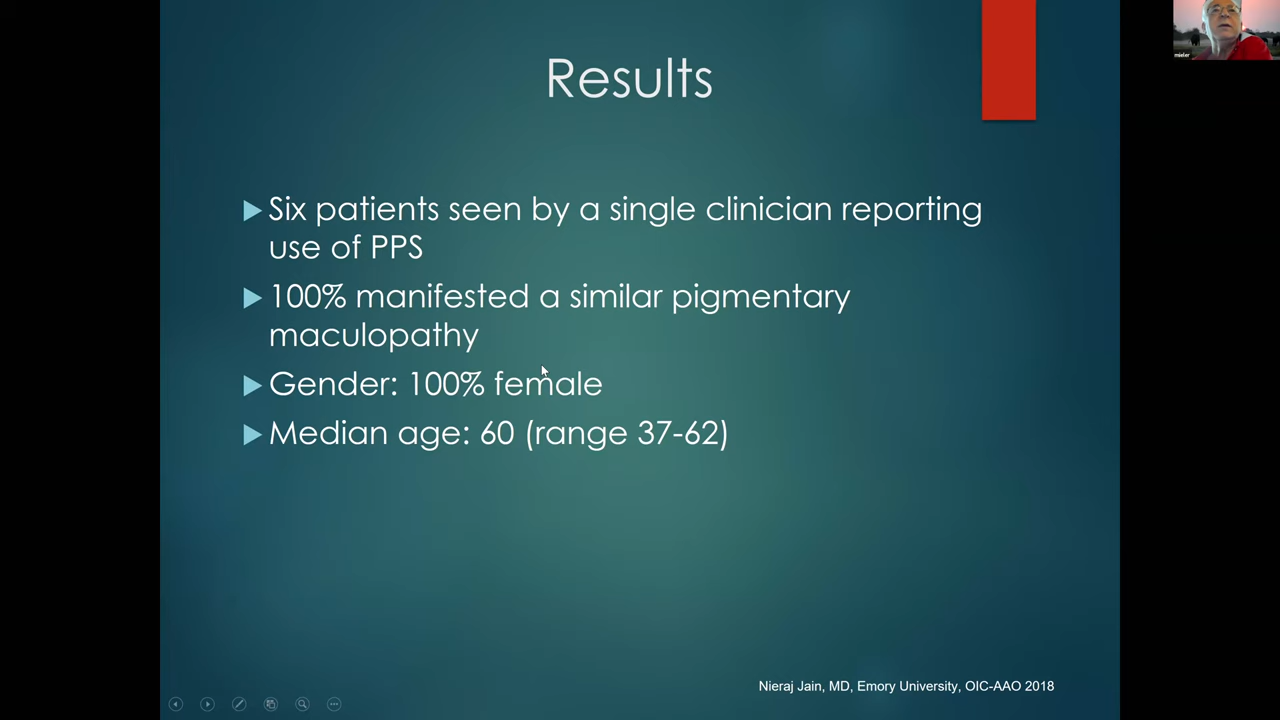 Results
Six patients seen by a single clinician reporting
use of PPS
100% manifested a similar pigmentary
maculopathy
Gender: 100% female
Median age: 60 (range 37-62)
Nieraj Jain, MD, Emory University, OIC-AAO 2018
mieler